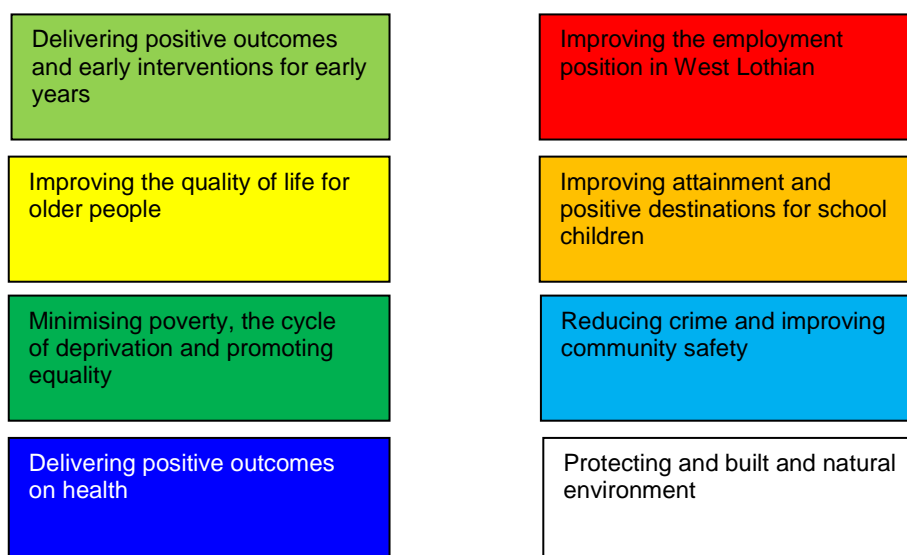 Delivering positive outcomes
and early interventions for early
years
Improving the employment
position in West Lothian
Improving the quality of life for
older people
Improving attainment and
positive destinations for school
children
Minimising poverty, the cycle
of deprivation and promoting
equality
Reducing crime and improving
community safety
Delivering positive outcomes
on health
Protecting and built and natural
environment